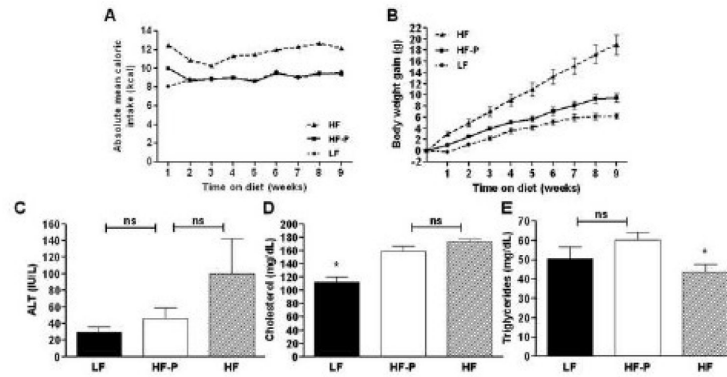 A
Absolute mean caloric
intake (kcal)
14
12
10
8
6
4
2
0
1 2 3 4 5 6 7 8 9
Time on diet (weeks)
HF
HF-P
LF
B
Body weight gain (g)
22
20
18
16
14
12
10
8
6
4
2
0
1 2 3 4 5 6 7 8 9
Time on diet (weeks)
HF
HF-P
LF
C
ALT (IU/L)
160
140
120
100
80
60
40
20
0
ns
ns
LF HF-P HF
D
Cholesterol (mg/dL)
200
180
160
140
120
100
80
60
40
20
0
*
ns
LF HF-P HF
E
Triglycerides (mg/dL)
80
70
60
50
40
30
20
10
0
ns
*
LF HF-P HF